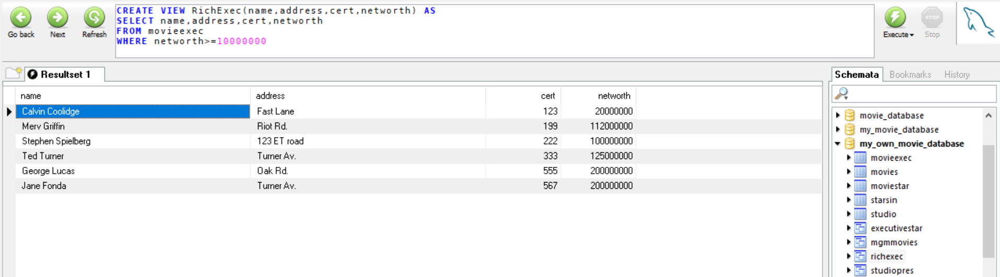 CREATE VIEW RichExec(name,address,cert,networth) AS
SELECT name,address,cert,networth
FROM movieexec
WHERE networth>=10000000
Go back Next Refresh
Execute Stop
STOP
Resultset 1
name address cert networth
Calvin Coolidge Fast Lane 123 20000000
Merv Griffin Riot Rd. 199 112000000
Stephen Spielberg 123 ET road 222 100000000
Ted Turner Turner Av. 333 125000000
George Lucas Oak Rd. 555 200000000
Jane Fonda Turner Av. 567 200000000
Schemata Bookmarks History
movie_database
my_movie_database
my_own_movie_database
movieexec
movies
moviestar
starsin
studio
executivestar
mgmmovies
richexec
studiopres